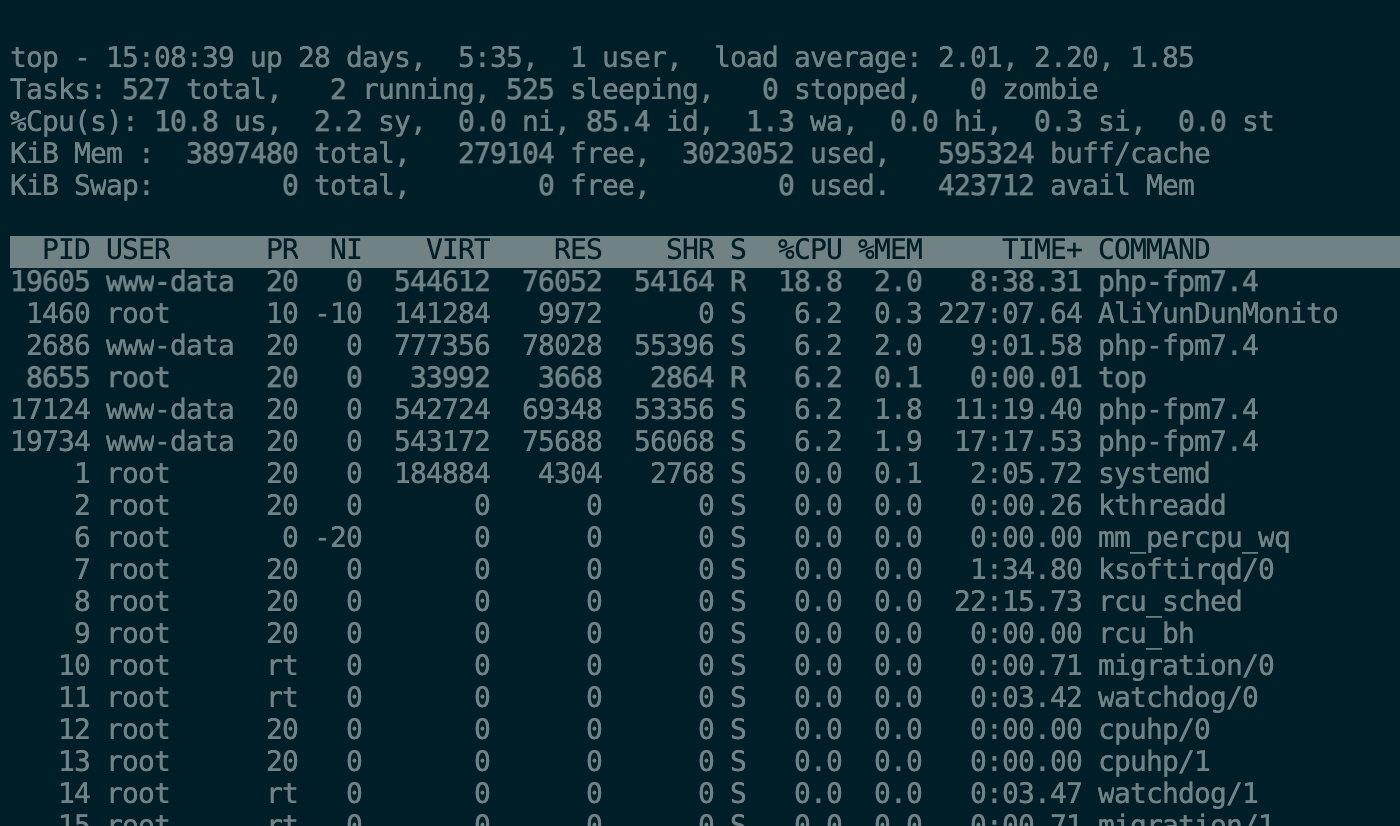 top - 15:08:39 up 28 days,  5:35,  1 user,  load average: 2.01, 2.20, 1.85
Tasks: 527 total,   2 running, 525 sleeping,   0 stopped,   0 zombie
%Cpu(s): 10.8 us,  2.2 sy,  0.0 ni, 85.4 id,  1.3 wa,  0.0 hi,  0.3 si,  0.0 st
KiB Mem :  3897480 total,   279104 free,  3023052 used,   595324 buff/cache
KiB Swap:        0 total,        0 free,        0 used.   423712 avail Mem
  PID USER      PR  NI    VIRT    RES    SHR S  %CPU %MEM     TIME+ COMMAND
19605 www-data  20   0  544612  76052  54164 R  18.8  2.0   8:38.31 php-fpm7.4
 1460 root      10 -10  141284   9972      0 S   6.2  0.3 227:07.64 AliYunDunMonito
 2686 www-data  20   0  777356  78028  55396 S   6.2  2.0   9:01.58 php-fpm7.4
 8655 root      20   0   33992   3668   2864 R   6.2  0.1   0:00.01 top
17124 www-data  20   0  542724  69348  53356 S   6.2  1.8  11:19.40 php-fpm7.4
19734 www-data  20   0  543172  75688  56068 S   6.2  1.9  17:17.53 php-fpm7.4
    1 root      20   0  184884   4304   2768 S   0.0  0.1   2:05.72 systemd
    2 root      20   0       0      0      0 S   0.0  0.0   0:00.26 kthreadd
    6 root       0 -20       0      0      0 S   0.0  0.0   0:00.00 mm_percpu_wq
    7 root      20   0       0      0      0 S   0.0  0.0   1:34.80 ksoftirqd/0
    8 root      20   0       0      0      0 S   0.0  0.0  22:15.73 rcu_sched
    9 root      20   0       0      0      0 S   0.0  0.0   0:00.00 rcu_bh
   10 root      rt   0       0      0      0 S   0.0  0.0   0:00.71 migration/0
   11 root      rt   0       0      0      0 S   0.0  0.0   0:03.42 watchdog/0
   12 root      20   0       0      0      0 S   0.0  0.0   0:00.00 cpuhp/0
   13 root      20   0       0      0      0 S   0.0  0.0   0:00.00 cpuhp/1
   14 root      rt   0       0      0      0 S   0.0  0.0   0:03.47 watchdog/1
   15 root      rt   0       0      0      0 S   0.0  0.0   0:00.71 migration/1